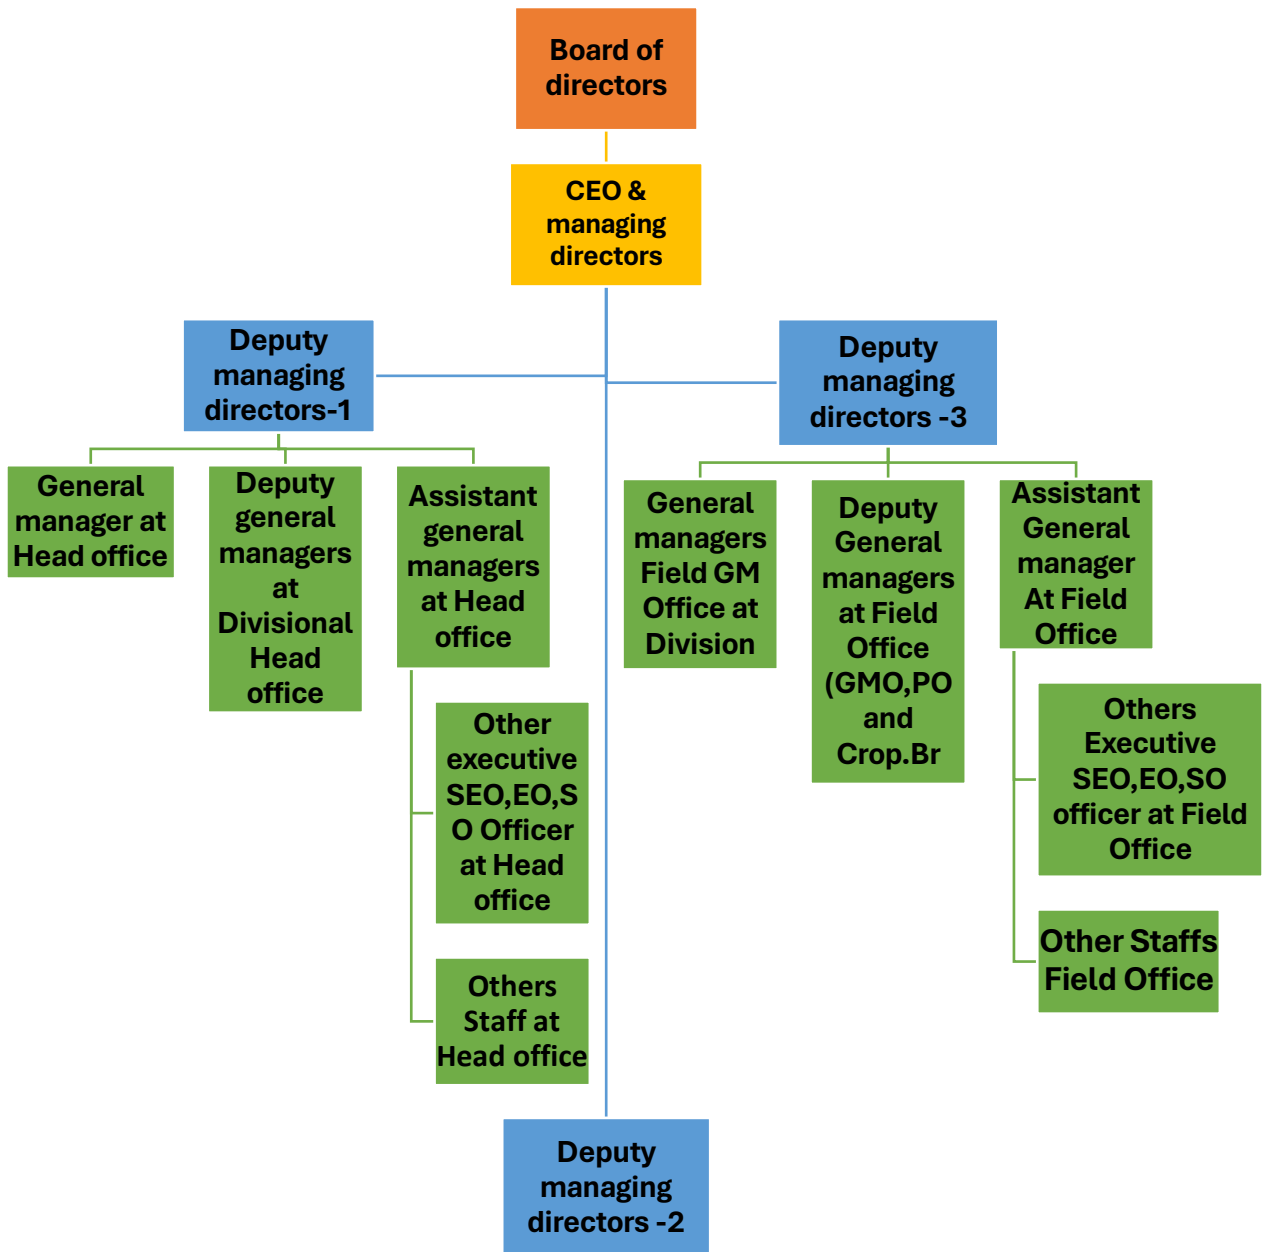 Board of
directors
CEO &
managing
directors
Deputy
managing
directors-1
Deputy
managing
directors -3
General
manager at
Head office
Deputy
general
managers
at
Divisional
Head
office
Assistant
general
managers
at Head
office
General
managers
Field GM
Office at
Division
Deputy
General
managers
at Field
Office
(GMO,PO
and
Crop.Br
Assistant
General
manager
At Field
Office
Other
executive
SEO,EO,S
O Officer
at Head
office
Others
Executive
SEO,EO,SO
officer at Field
Office
Others
Staff at
Head office
Other Staffs
Field Office
Deputy
managing
directors -2